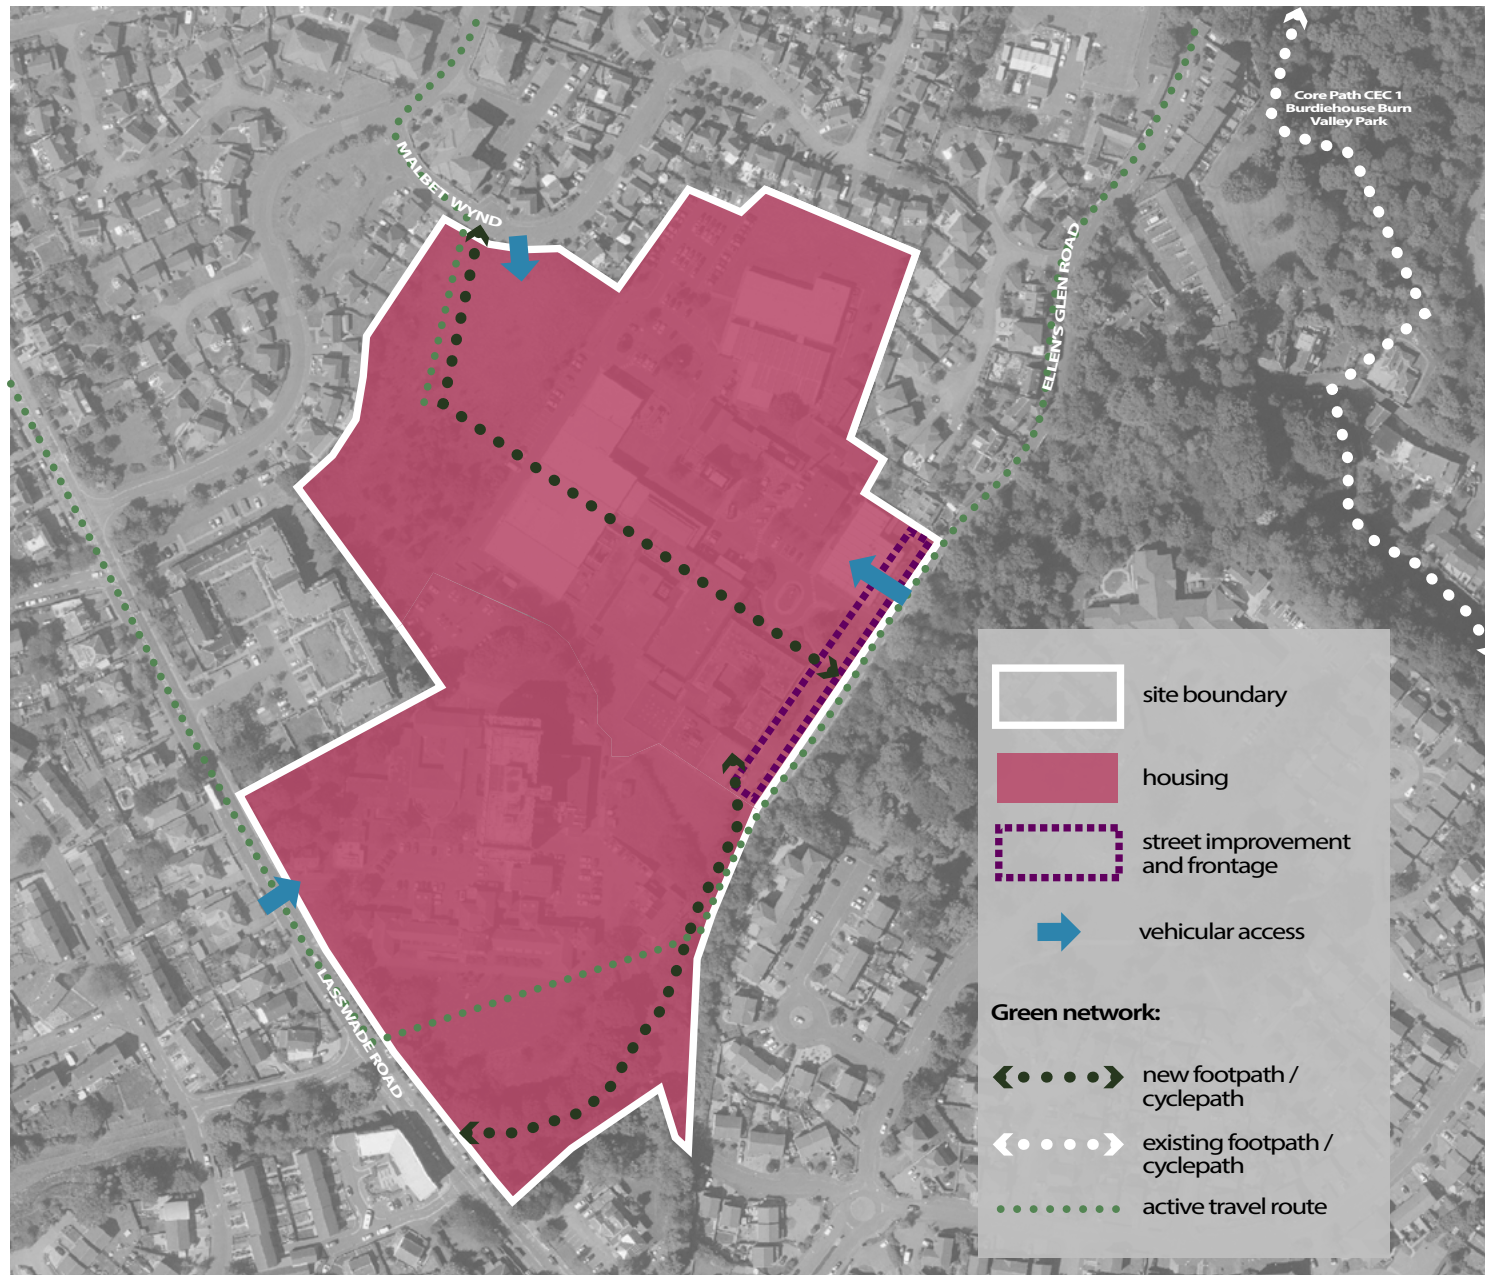 Core Path CEC 1
Burdiehouse Burn
Valley Park
MALBET WYND
ELLEN'S GLEN ROAD
LASSWADE ROAD
site boundary
housing
street improvement
and frontage
vehicular access
Green network:
new footpath /
cyclepath
existing footpath /
cyclepath
active travel route